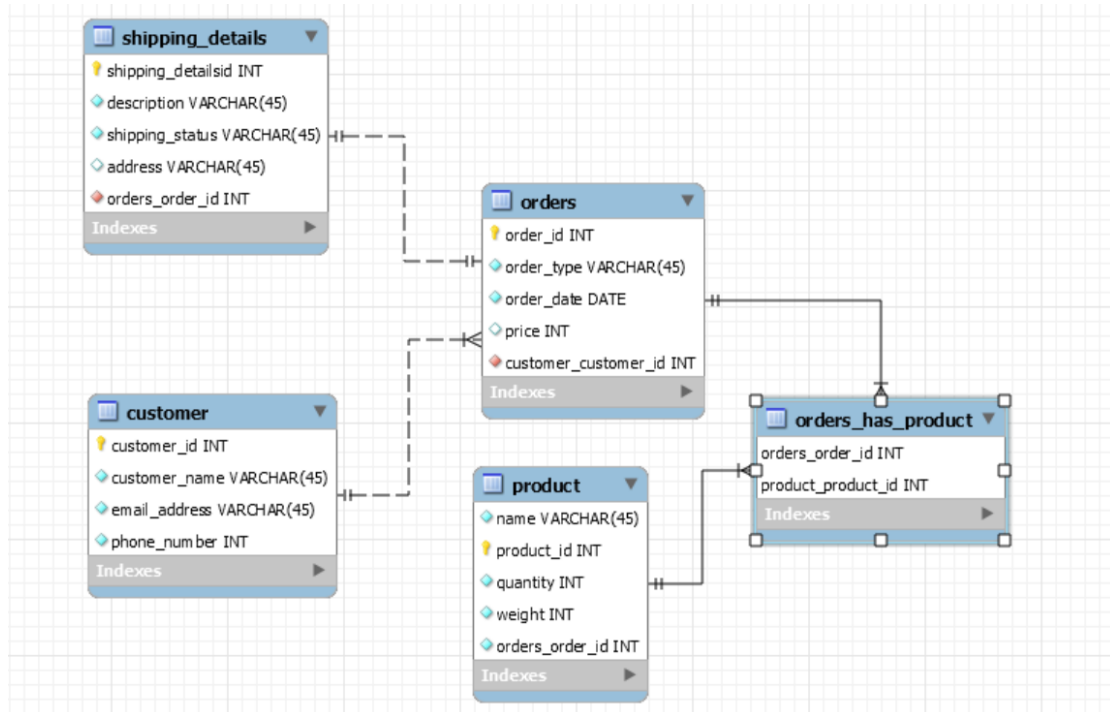 shipping_details
shipping_detailsid INT
description VARCHAR(45)
shipping_status VARCHAR(45)
address VARCHAR(45)
orders_order_id INT
Indexes
orders
order_id INT
order_type VARCHAR(45)
order_date DATE
price INT
customer_customer_id INT
Indexes
customer
customer_id INT
customer_name VARCHAR(45)
email_address VARCHAR(45)
phone_number INT
Indexes
product
name VARCHAR(45)
product_id INT
quantity INT
weight INT
orders_order_id INT
Indexes
orders_has_product
orders_order_id INT
product_product_id INT
Indexes